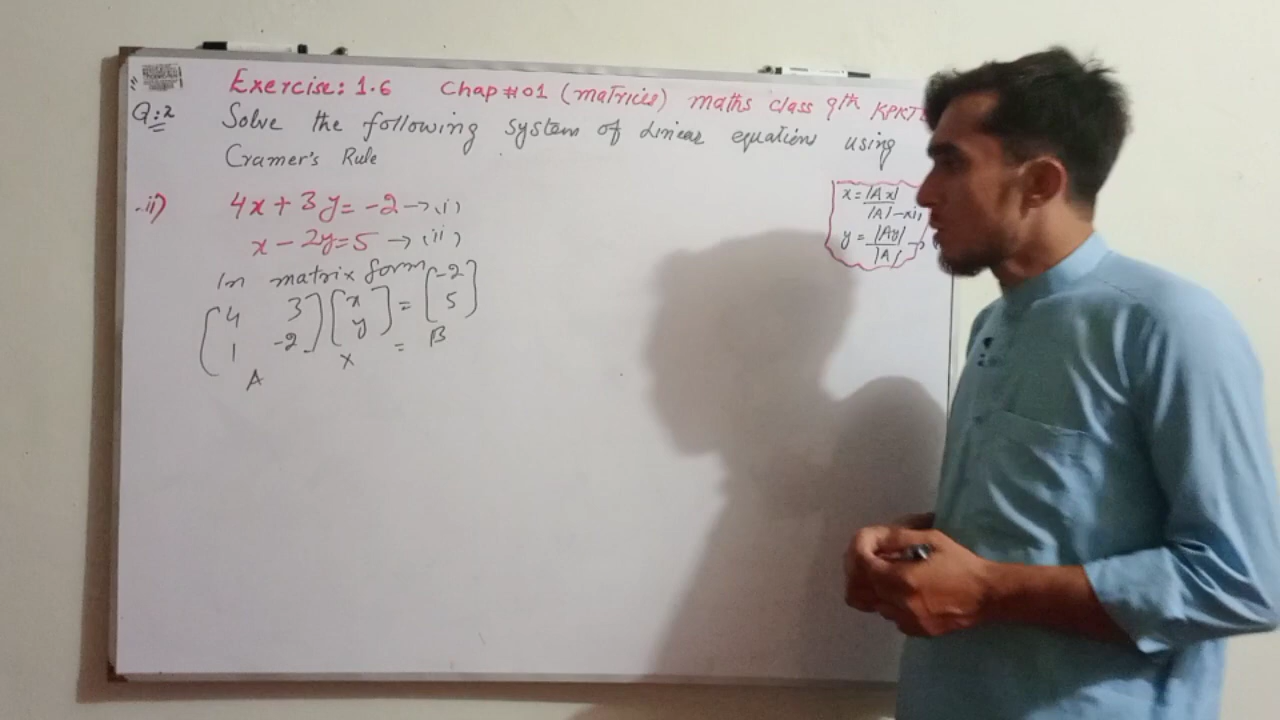 Exercise: 1.6 Chap # 01 (matrices) maths class 9th KPKTB
Q:2 Solve the following system of Linear equations using
Cramer's Rule
ii) 4x + 3y = -2 → (i)
x - 2y = 5 → (ii)
In matrix form
[4 3] [x] = [-2]
[1 -2] [y] [5]
A X = B
x = |Ax|
|A|
y = |Ay| →
|A|